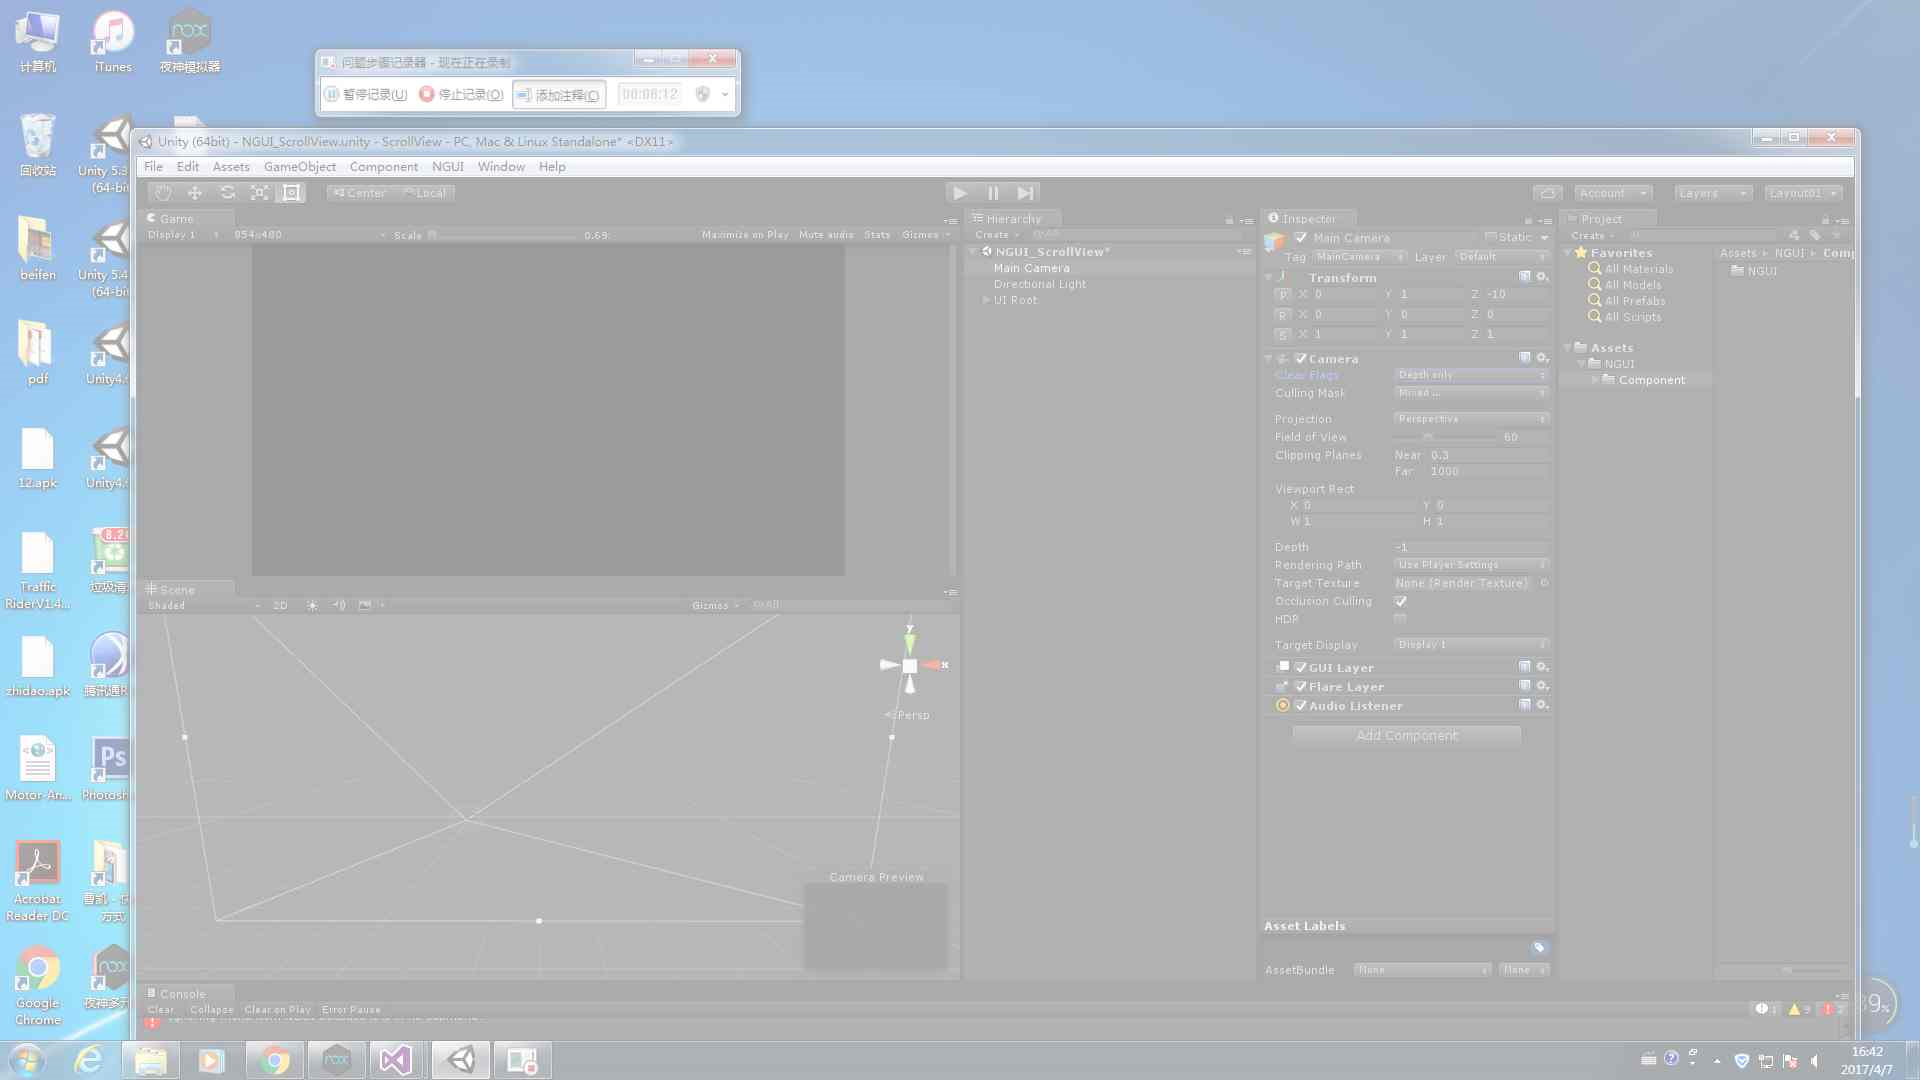 计算机
iTunes
夜神模拟器
回收站
Unity 5.3
(64-bit
beifen
Unity 5.4
(64-bit
pdf
Unity4.
12.apk
Unity4.
Traffic
RiderV1.4...
zhidao.apk
腾讯通R
Motor-An...
Ps
Photosh
Acrobat
Reader DC
方式
Google
Chrome
夜神多开
问题步骤记录器 - 现在正在录制
暂停记录(U)
停止记录(O)
添加注释(C)
00:08:12
Unity (64bit) - NGUI_ScrollView.unity - ScrollView - PC, Mac & Linux Standalone* <DX11>
File Edit Assets GameObject Component NGUI Window Help
Center Local
Account Layers Layout01
Game
Display 1 854x480 Scale 0.69: Maximize on Play Mute audio Stats Gizmos
Scene
Shaded 2D Gizmos
y
x
Persp
Camera Preview
Hierarchy
Create
NGUI_ScrollView*
Main Camera
Directional Light
UI Root
Inspector
Main Camera Static
Tag MainCamera Layer Default
Transform
P X 0 Y 1 Z -10
R X 0 Y 0 Z 0
S X 1 Y 1 Z 1
Camera
Clear Flags Depth only
Culling Mask Mixed ...
Projection Perspective
Field of View 60
Clipping Planes Near 0.3
Far 1000
Viewport Rect
X 0 Y 0
W 1 H 1
Depth -1
Rendering Path Use Player Settings
Target Texture None (Render Texture)
Occlusion Culling
HDR
Target Display Display 1
GUI Layer
Flare Layer
Audio Listener
Add Component
Asset Labels
AssetBundle None None
Project
Create
Favorites
All Materials
All Models
All Prefabs
All Scripts
Assets
NGUI
Component
Assets NGUI Comp
NGUI
Console
Clear Collapse Clear on Play Error Pause
16:42
2017/4/7